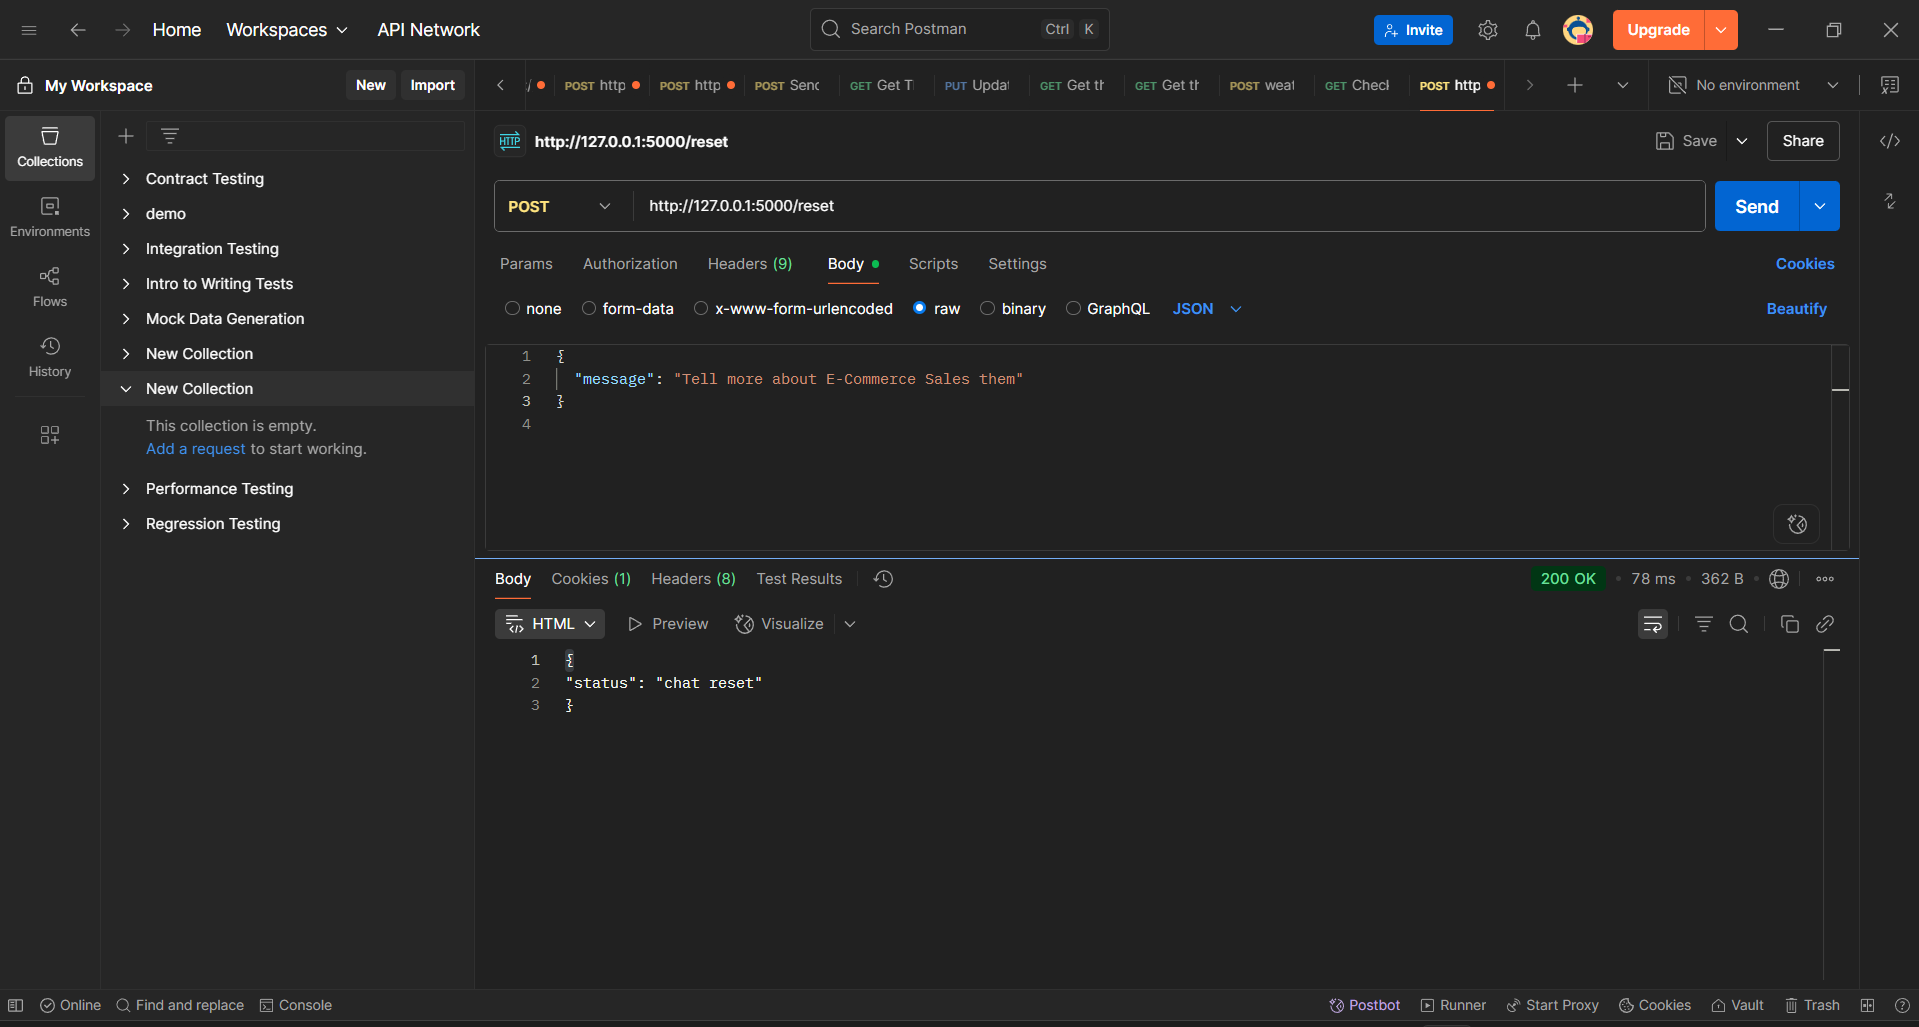 Home Workspaces API Network Search Postman Ctrl K Invite Upgrade
My Workspace New Import
/ POST http POST http POST Senc GET Get T PUT Updat GET Get th GET Get th POST weat GET Check POST http No environment
Collections
Environments
Flows
History
Contract Testing
demo
Integration Testing
Intro to Writing Tests
Mock Data Generation
New Collection
New Collection
This collection is empty.
Add a request to start working.
Performance Testing
Regression Testing
HTTP http://127.0.0.1:5000/reset Save Share
POST http://127.0.0.1:5000/reset Send
Params Authorization Headers (9) Body Scripts Settings Cookies
none form-data x-www-form-urlencoded raw binary GraphQL JSON Beautify
1 {
2 "message": "Tell more about E-Commerce Sales them"
3 }
4
Body Cookies (1) Headers (8) Test Results 200 OK • 78 ms • 362 B
HTML Preview Visualize
1 {
2 "status": "chat reset"
3 }
Online Find and replace Console Postbot Runner Start Proxy Cookies Vault Trash